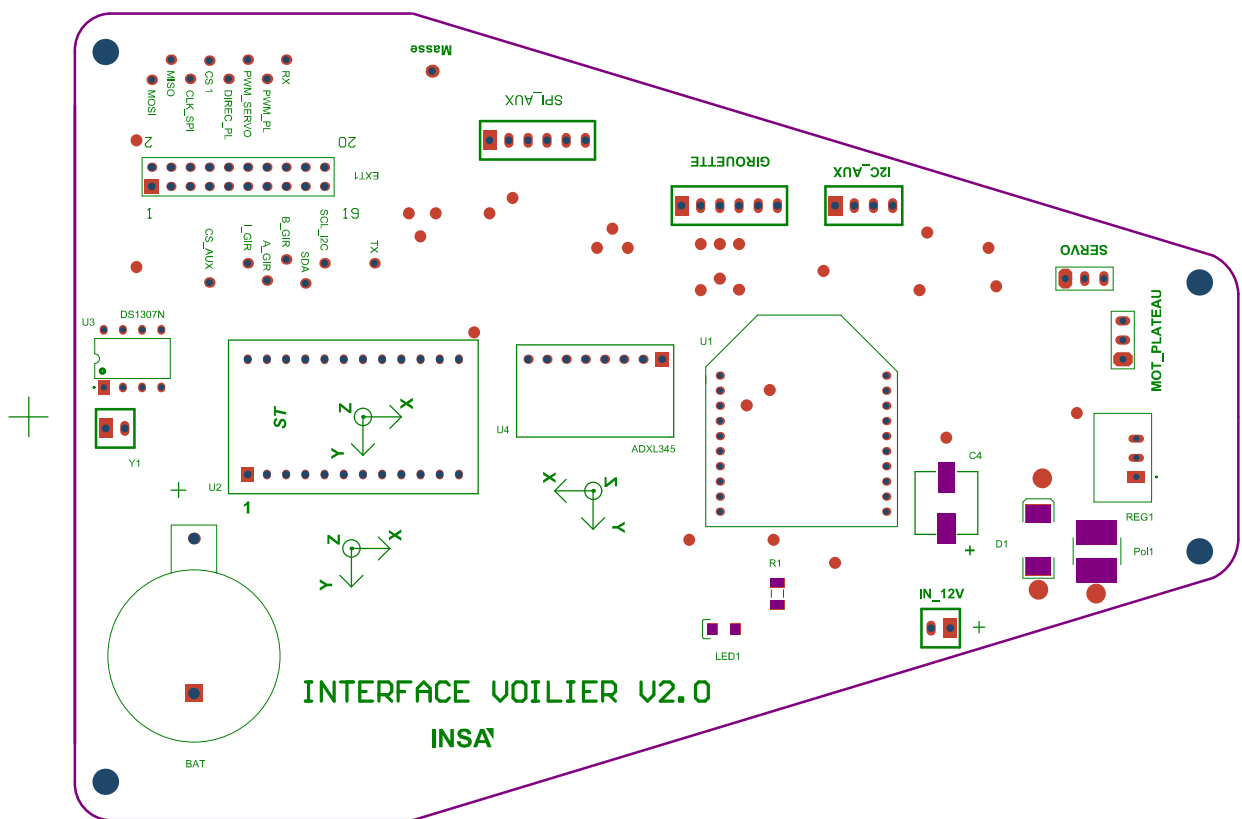 Masse
MOSI
MISO
CLK_SPI
CS 1
DIREC_PL
PWM_SERVO
PWM_PL
RX
SPI_AUX
2
20
EXT1
1
19
GIROUETTE
I2C_AUX
CS_AUX
I_GIR
A_GIR
B_GIR
SDA
SCL_I2C
TX
SERVO
MOT_PLATEAU
DS1307N
U3
U1
ST
Z
X
Y
U4
ADXL345
Y1
U2
1
X
Z
Y
Z
X
Y
C4
REG1
D1
Pol1
R1
IN_12V
LED1
INTERFACE VOILIER V2.0
INSA
BAT